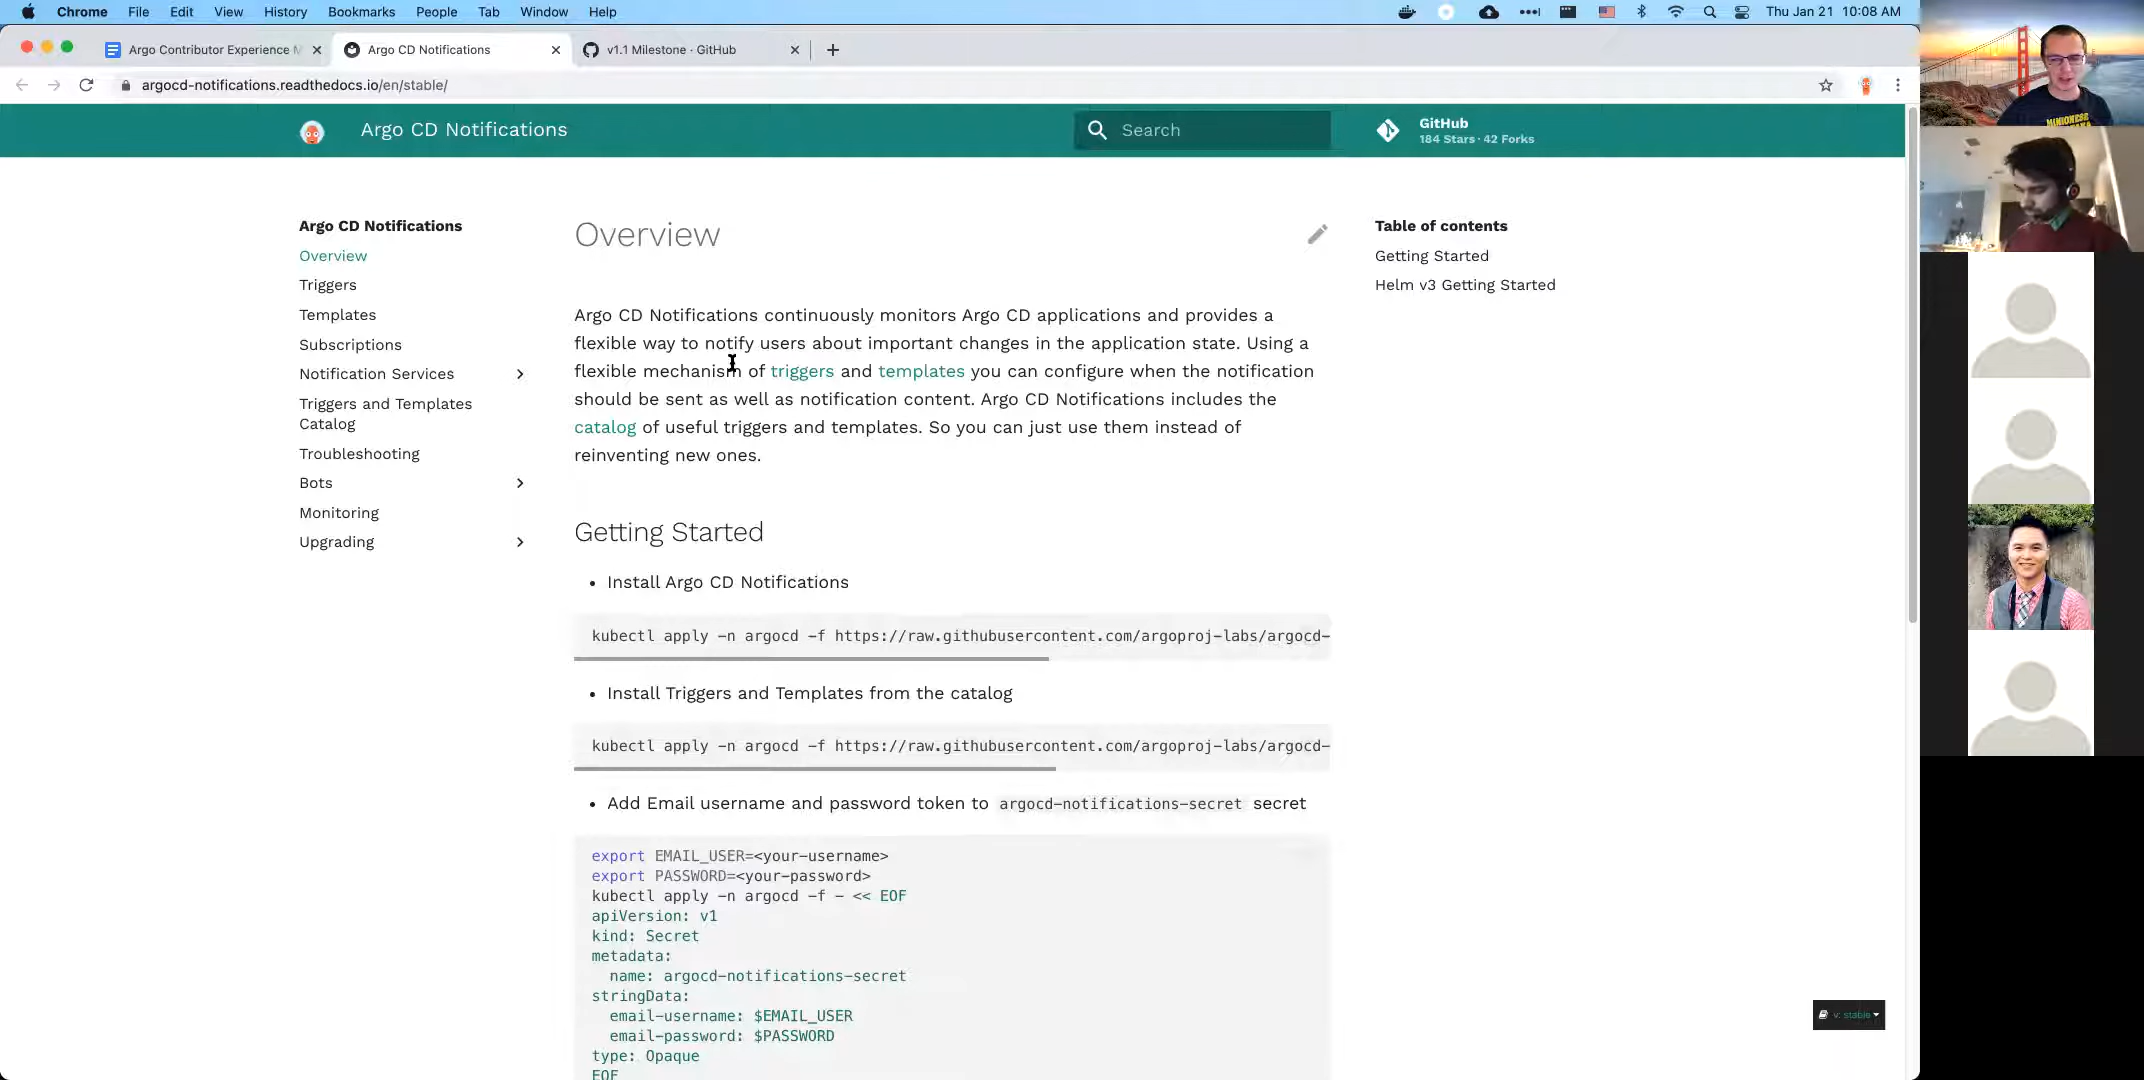 Chrome File Edit View History Bookmarks People Tab Window Help Thu Jan 21 10:08 AM
Argo Contributor Experience Argo CD Notifications v1.1 Milestone · GitHub
argocd-notifications.readthedocs.io/en/stable/
Argo CD Notifications
Search
GitHub
184 Stars · 42 Forks
Argo CD Notifications
Overview
Triggers
Templates
Subscriptions
Notification Services
Triggers and Templates
Catalog
Troubleshooting
Bots
Monitoring
Upgrading
Overview
Argo CD Notifications continuously monitors Argo CD applications and provides a
flexible way to notify users about important changes in the application state. Using a
flexible mechanism of triggers and templates you can configure when the notification
should be sent as well as notification content. Argo CD Notifications includes the
catalog of useful triggers and templates. So you can just use them instead of
reinventing new ones.
Getting Started
• Install Argo CD Notifications
kubectl apply -n argocd -f https://raw.githubusercontent.com/argoproj-labs/argocd-
• Install Triggers and Templates from the catalog
kubectl apply -n argocd -f https://raw.githubusercontent.com/argoproj-labs/argocd-
• Add Email username and password token to argocd-notifications-secret secret
export EMAIL_USER=<your-username>
export PASSWORD=<your-password>
kubectl apply -n argocd -f - << EOF
apiVersion: v1
kind: Secret
metadata:
  name: argocd-notifications-secret
stringData:
  email-username: $EMAIL_USER
  email-password: $PASSWORD
type: Opaque
EOF
Table of contents
Getting Started
Helm v3 Getting Started
v: stable